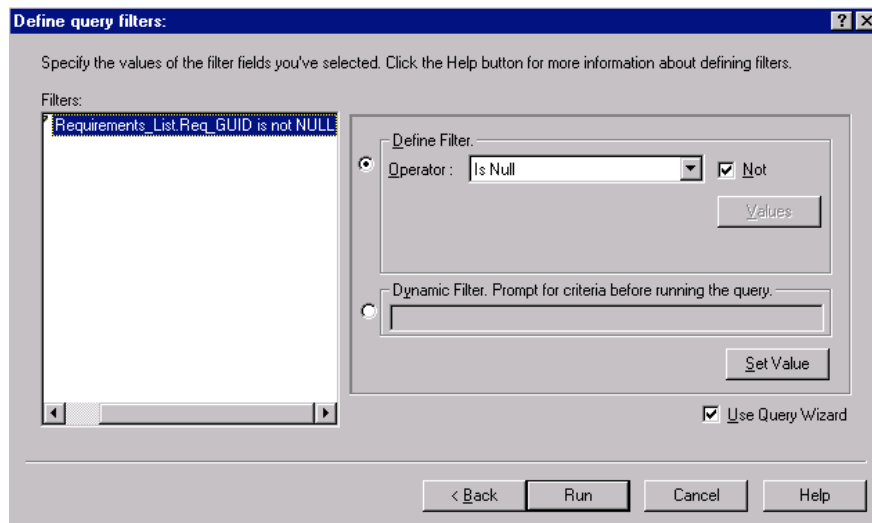 Define query filters:
Specify the values of the filter fields you've selected. Click the Help button for more information about defining filters.
Filters:
Requirements_List.Req_GUID is not NULL
Define Filter.
Operator : Is Null Not
Values
Dynamic Filter. Prompt for criteria before running the query.
Set Value
Use Query Wizard
< Back Run Cancel Help